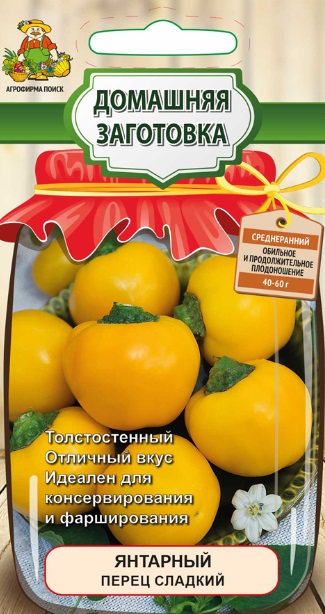 АГРОФИРМА ПОИСК
ДОМАШНЯЯ
ЗАГОТОВКА
СРЕДНЕРАННИЙ
ОБИЛЬНОЕ
И ПРОДОЛЖИТЕЛЬНОЕ
ПЛОДОНОШЕНИЕ
40-60 г
Толстостенный
Отличный вкус
Идеален для
консервирования
и фарширования
ЯНТАРНЫЙ
ПЕРЕЦ СЛАДКИЙ